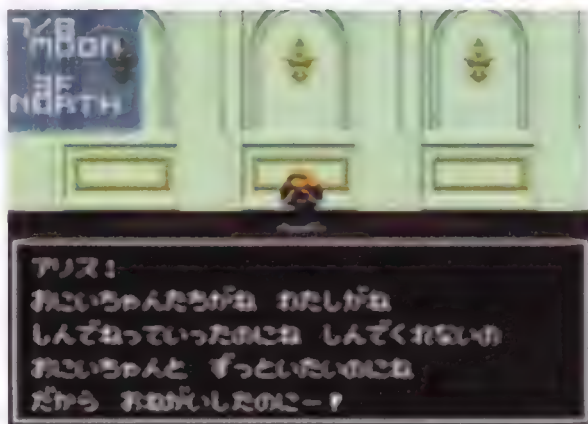 7/8
moon
3F
NORTH
アリス:
おにいちゃんたちがね わたしがね
しんでねっていったのにね しんでくれないの
おにいちゃんと ずっといたいのにね
だから おねがいしたのにー!